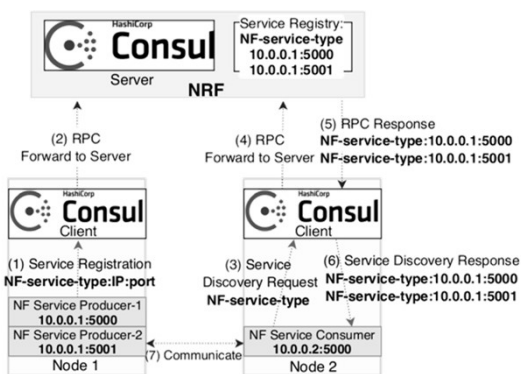 HashiCorp
Consul
Server
NRF
Service Registry:
NF-service-type
10.0.0.1:5000
10.0.0.1:5001
(2) RPC
Forward to Server
(4) RPC
Forward to Server
(5) RPC Response
NF-service-type:10.0.0.1:5000
NF-service-type:10.0.0.1:5001
HashiCorp
Consul
Client
HashiCorp
Consul
Client
(1) Service Registration
NF-service-type:IP:port
(3) Service
Discovery Request
NF-service-type
(6) Service Discovery Response
NF-service-type:10.0.0.1:5000
NF-service-type:10.0.0.1:5001
NF Service Producer-1
10.0.0.1:5000
NF Service Producer-2
10.0.0.1:5001
Node 1
(7) Communicate
NF Service Consumer
10.0.0.2:5000
Node 2